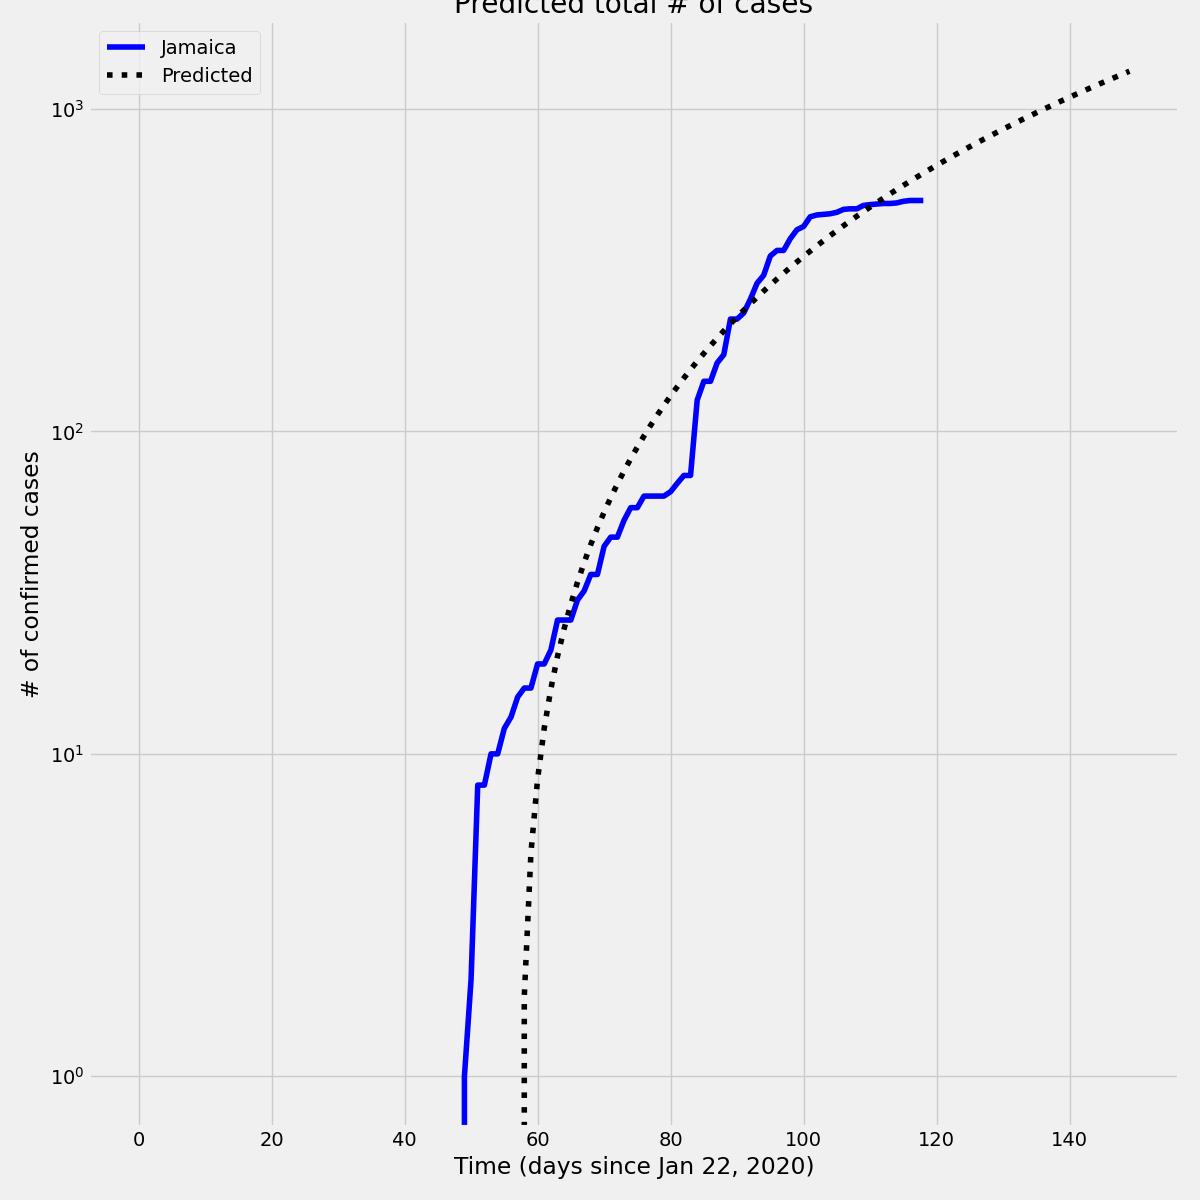 Predicted total # of cases
Jamaica
Predicted
10³
10²
10¹
10⁰
# of confirmed cases
0 20 40 60 80 100 120 140
Time (days since Jan 22, 2020)